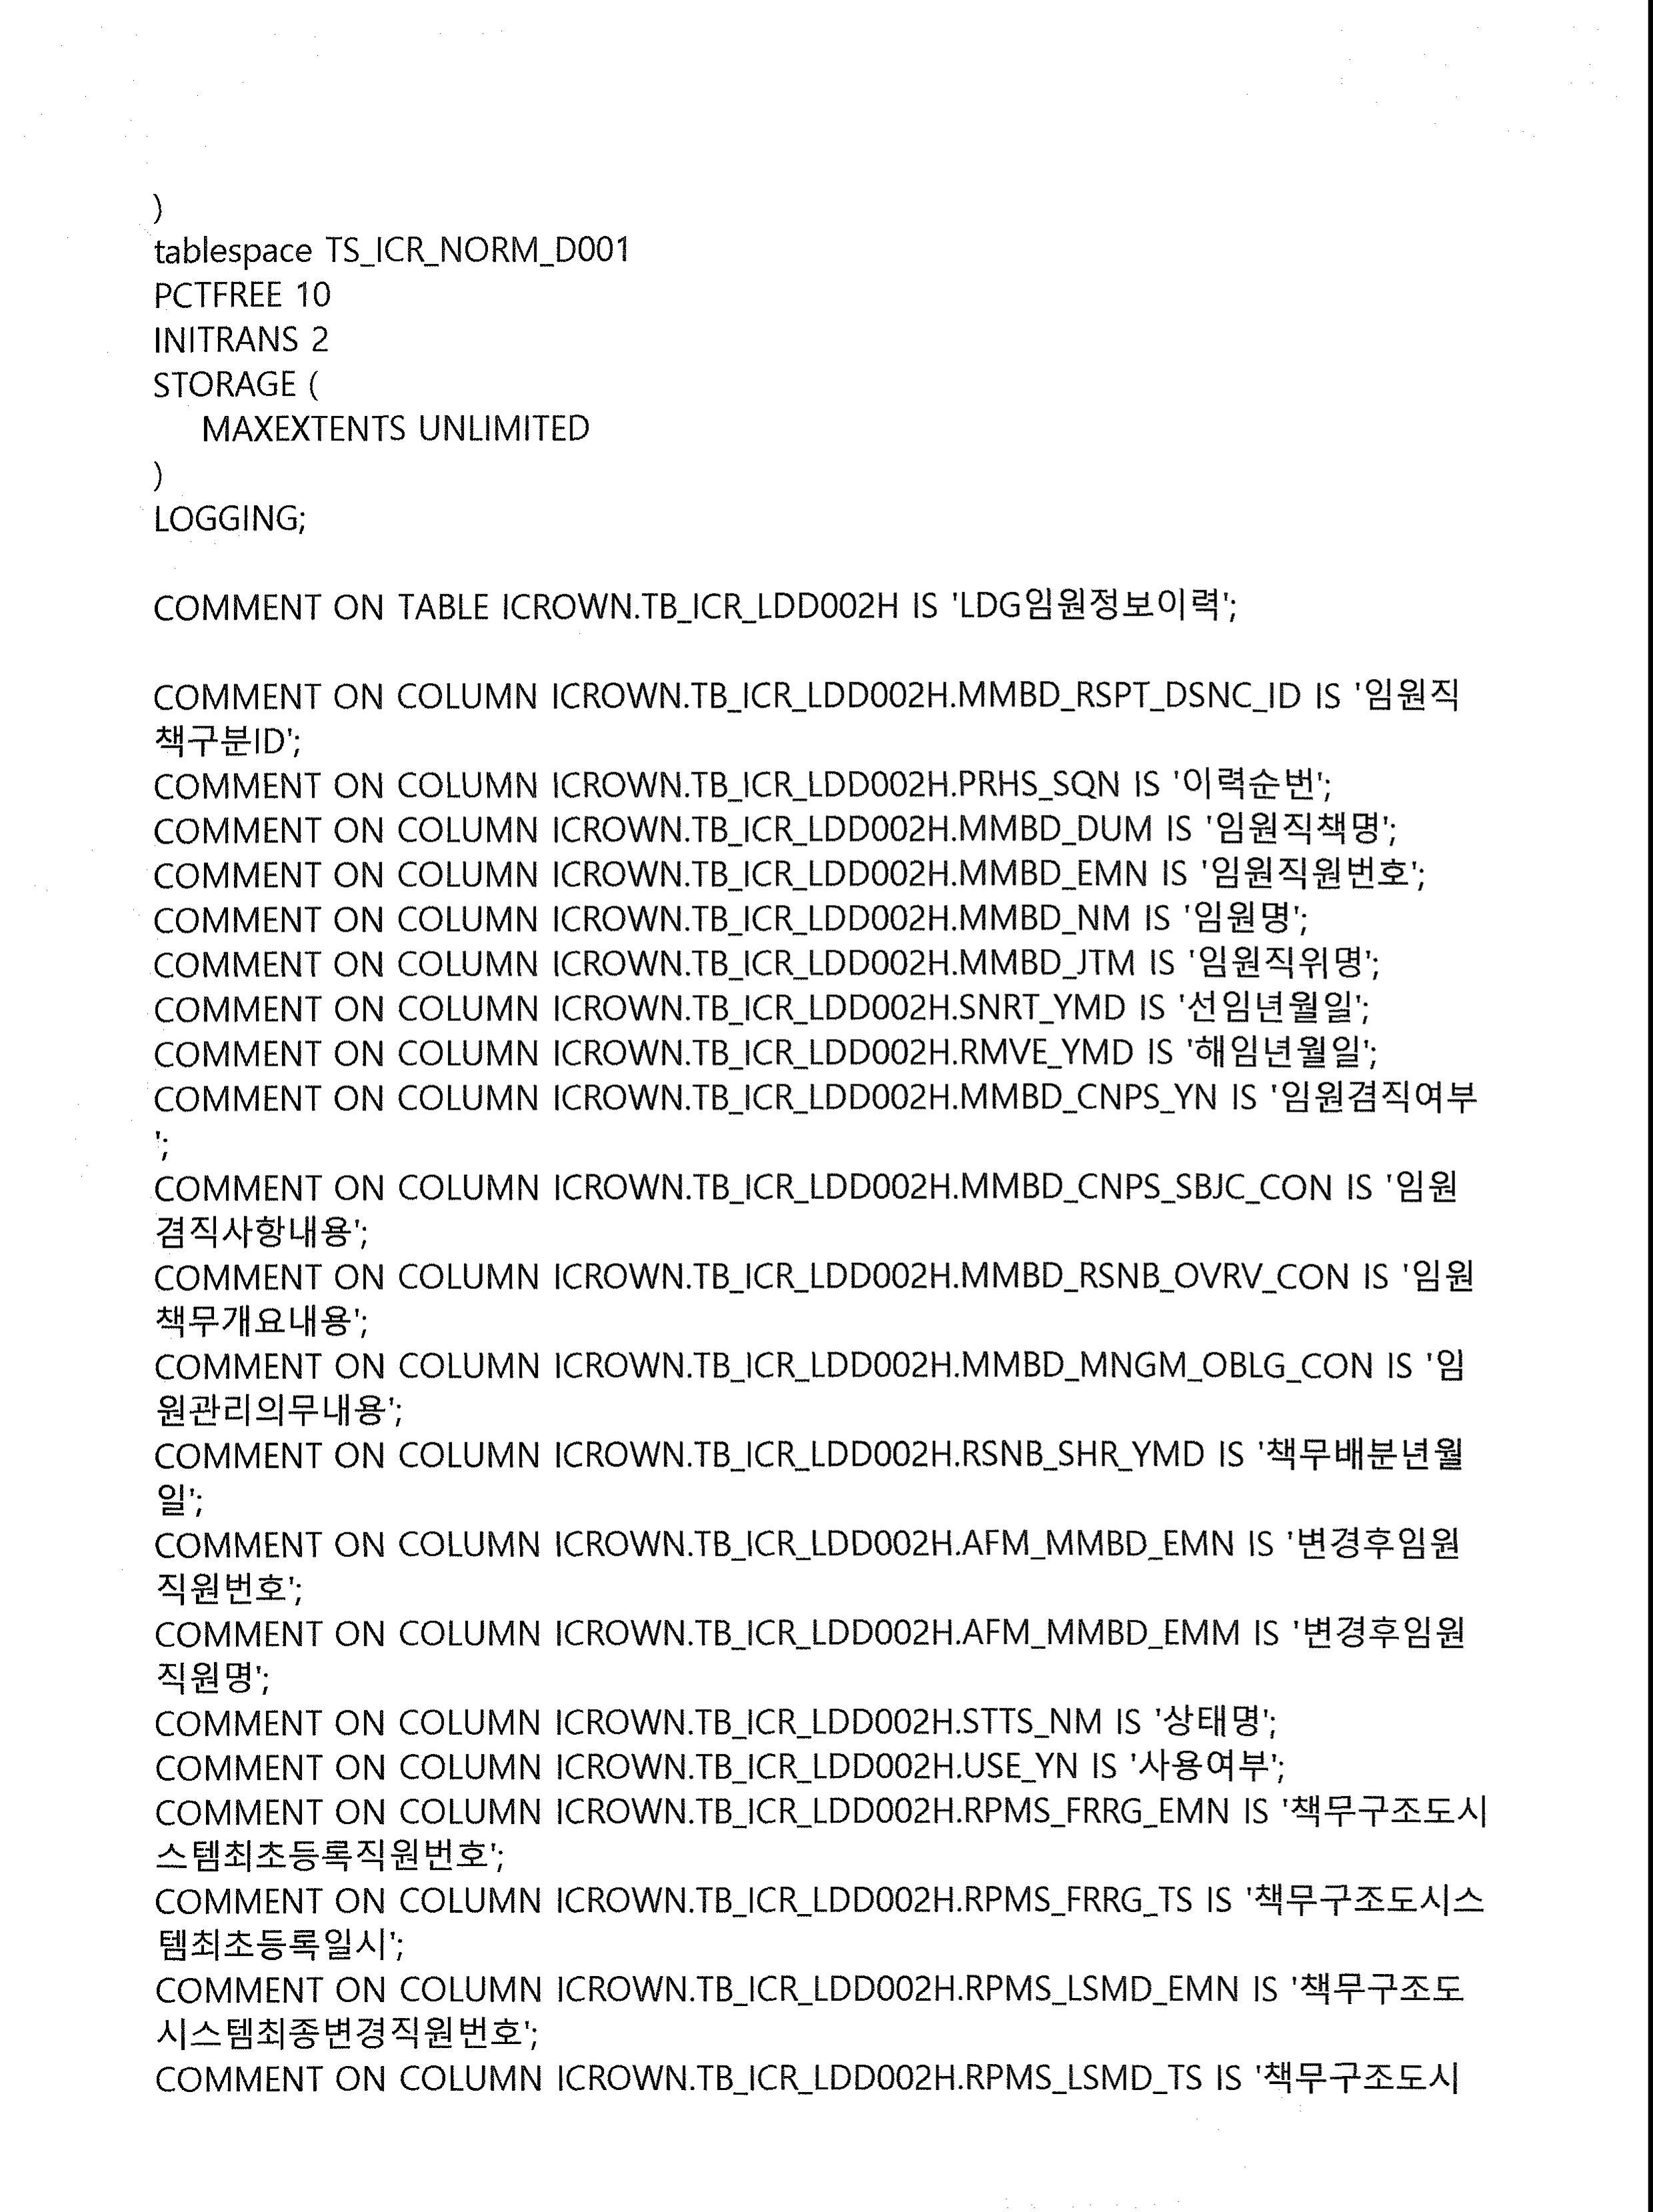 )
tablespace TS_ICR_NORM_D001
PCTFREE 10
INITRANS 2
STORAGE (
MAXEXTENTS UNLIMITED
)
LOGGING;
COMMENT ON TABLE ICROWN.TB_ICR_LDD002H IS 'LDG임원정보이력';
COMMENT ON COLUMN ICROWN.TB_ICR_LDD002H.MMBD_RSPT_DSNC_ID IS '임원직
책구분ID';
COMMENT ON COLUMN ICROWN.TB_ICR_LDD002H.PRHS_SQN IS '이력순번';
COMMENT ON COLUMN ICROWN.TB_ICR_LDD002H.MMBD_DUM IS '임원직책명';
COMMENT ON COLUMN ICROWN.TB_ICR_LDD002H.MMBD_EMN IS '임원직원번호';
COMMENT ON COLUMN ICROWN.TB_ICR_LDD002H.MMBD_NM IS '임원명';
COMMENT ON COLUMN ICROWN.TB_ICR_LDD002H.MMBD_JTM IS '임원직위명';
COMMENT ON COLUMN ICROWN.TB_ICR_LDD002H.SNRT_YMD IS '선임년월일';
COMMENT ON COLUMN ICROWN.TB_ICR_LDD002H.RMVE_YMD IS '해임년월일';
COMMENT ON COLUMN ICROWN.TB_ICR_LDD002H.MMBD_CNPS_YN IS '임원겸직여부
';
COMMENT ON COLUMN ICROWN.TB_ICR_LDD002H.MMBD_CNPS_SBJC_CON IS '임원
겸직사항내용';
COMMENT ON COLUMN ICROWN.TB_ICR_LDD002H.MMBD_RSNB_OVRV_CON IS '임원
책무개요내용';
COMMENT ON COLUMN ICROWN.TB_ICR_LDD002H.MMBD_MNGM_OBLG_CON IS '임
원관리의무내용';
COMMENT ON COLUMN ICROWN.TB_ICR_LDD002H.RSNB_SHR_YMD IS '책무배분년월
일';
COMMENT ON COLUMN ICROWN.TB_ICR_LDD002H.AFM_MMBD_EMN IS '변경후임원
직원번호';
COMMENT ON COLUMN ICROWN.TB_ICR_LDD002H.AFM_MMBD_EMM IS '변경후임원
직원명';
COMMENT ON COLUMN ICROWN.TB_ICR_LDD002H.STTS_NM IS '상태명';
COMMENT ON COLUMN ICROWN.TB_ICR_LDD002H.USE_YN IS '사용여부';
COMMENT ON COLUMN ICROWN.TB_ICR_LDD002H.RPMS_FRRG_EMN IS '책무구조도시
스템최초등록직원번호';
COMMENT ON COLUMN ICROWN.TB_ICR_LDD002H.RPMS_FRRG_TS IS '책무구조도시스
템최초등록일시';
COMMENT ON COLUMN ICROWN.TB_ICR_LDD002H.RPMS_LSMD_EMN IS '책무구조도
시스템최종변경직원번호';
COMMENT ON COLUMN ICROWN.TB_ICR_LDD002H.RPMS_LSMD_TS IS '책무구조도시